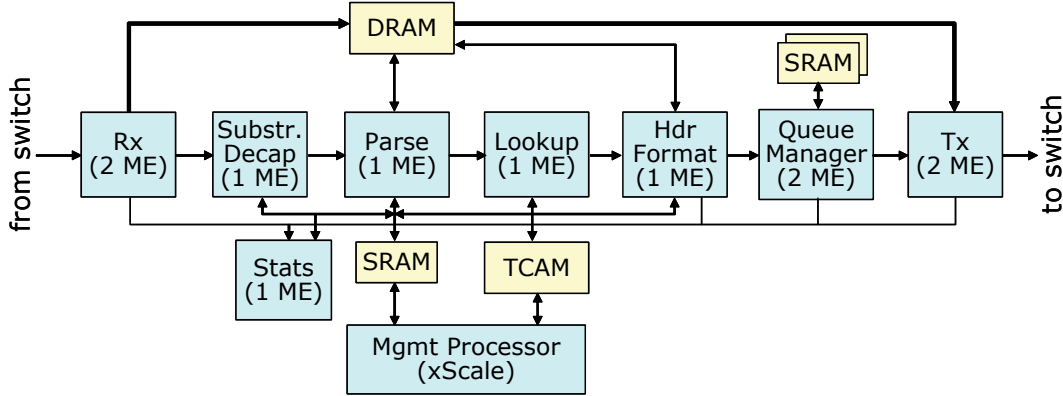 DRAM
SRAM
from switch
Rx
(2 ME)
Substr.
Decap
(1 ME)
Parse
(1 ME)
Lookup
(1 ME)
Hdr
Format
(1 ME)
Queue
Manager
(2 ME)
Tx
(2 ME)
to switch
Stats
(1 ME)
SRAM
TCAM
Mgmt Processor
(xScale)